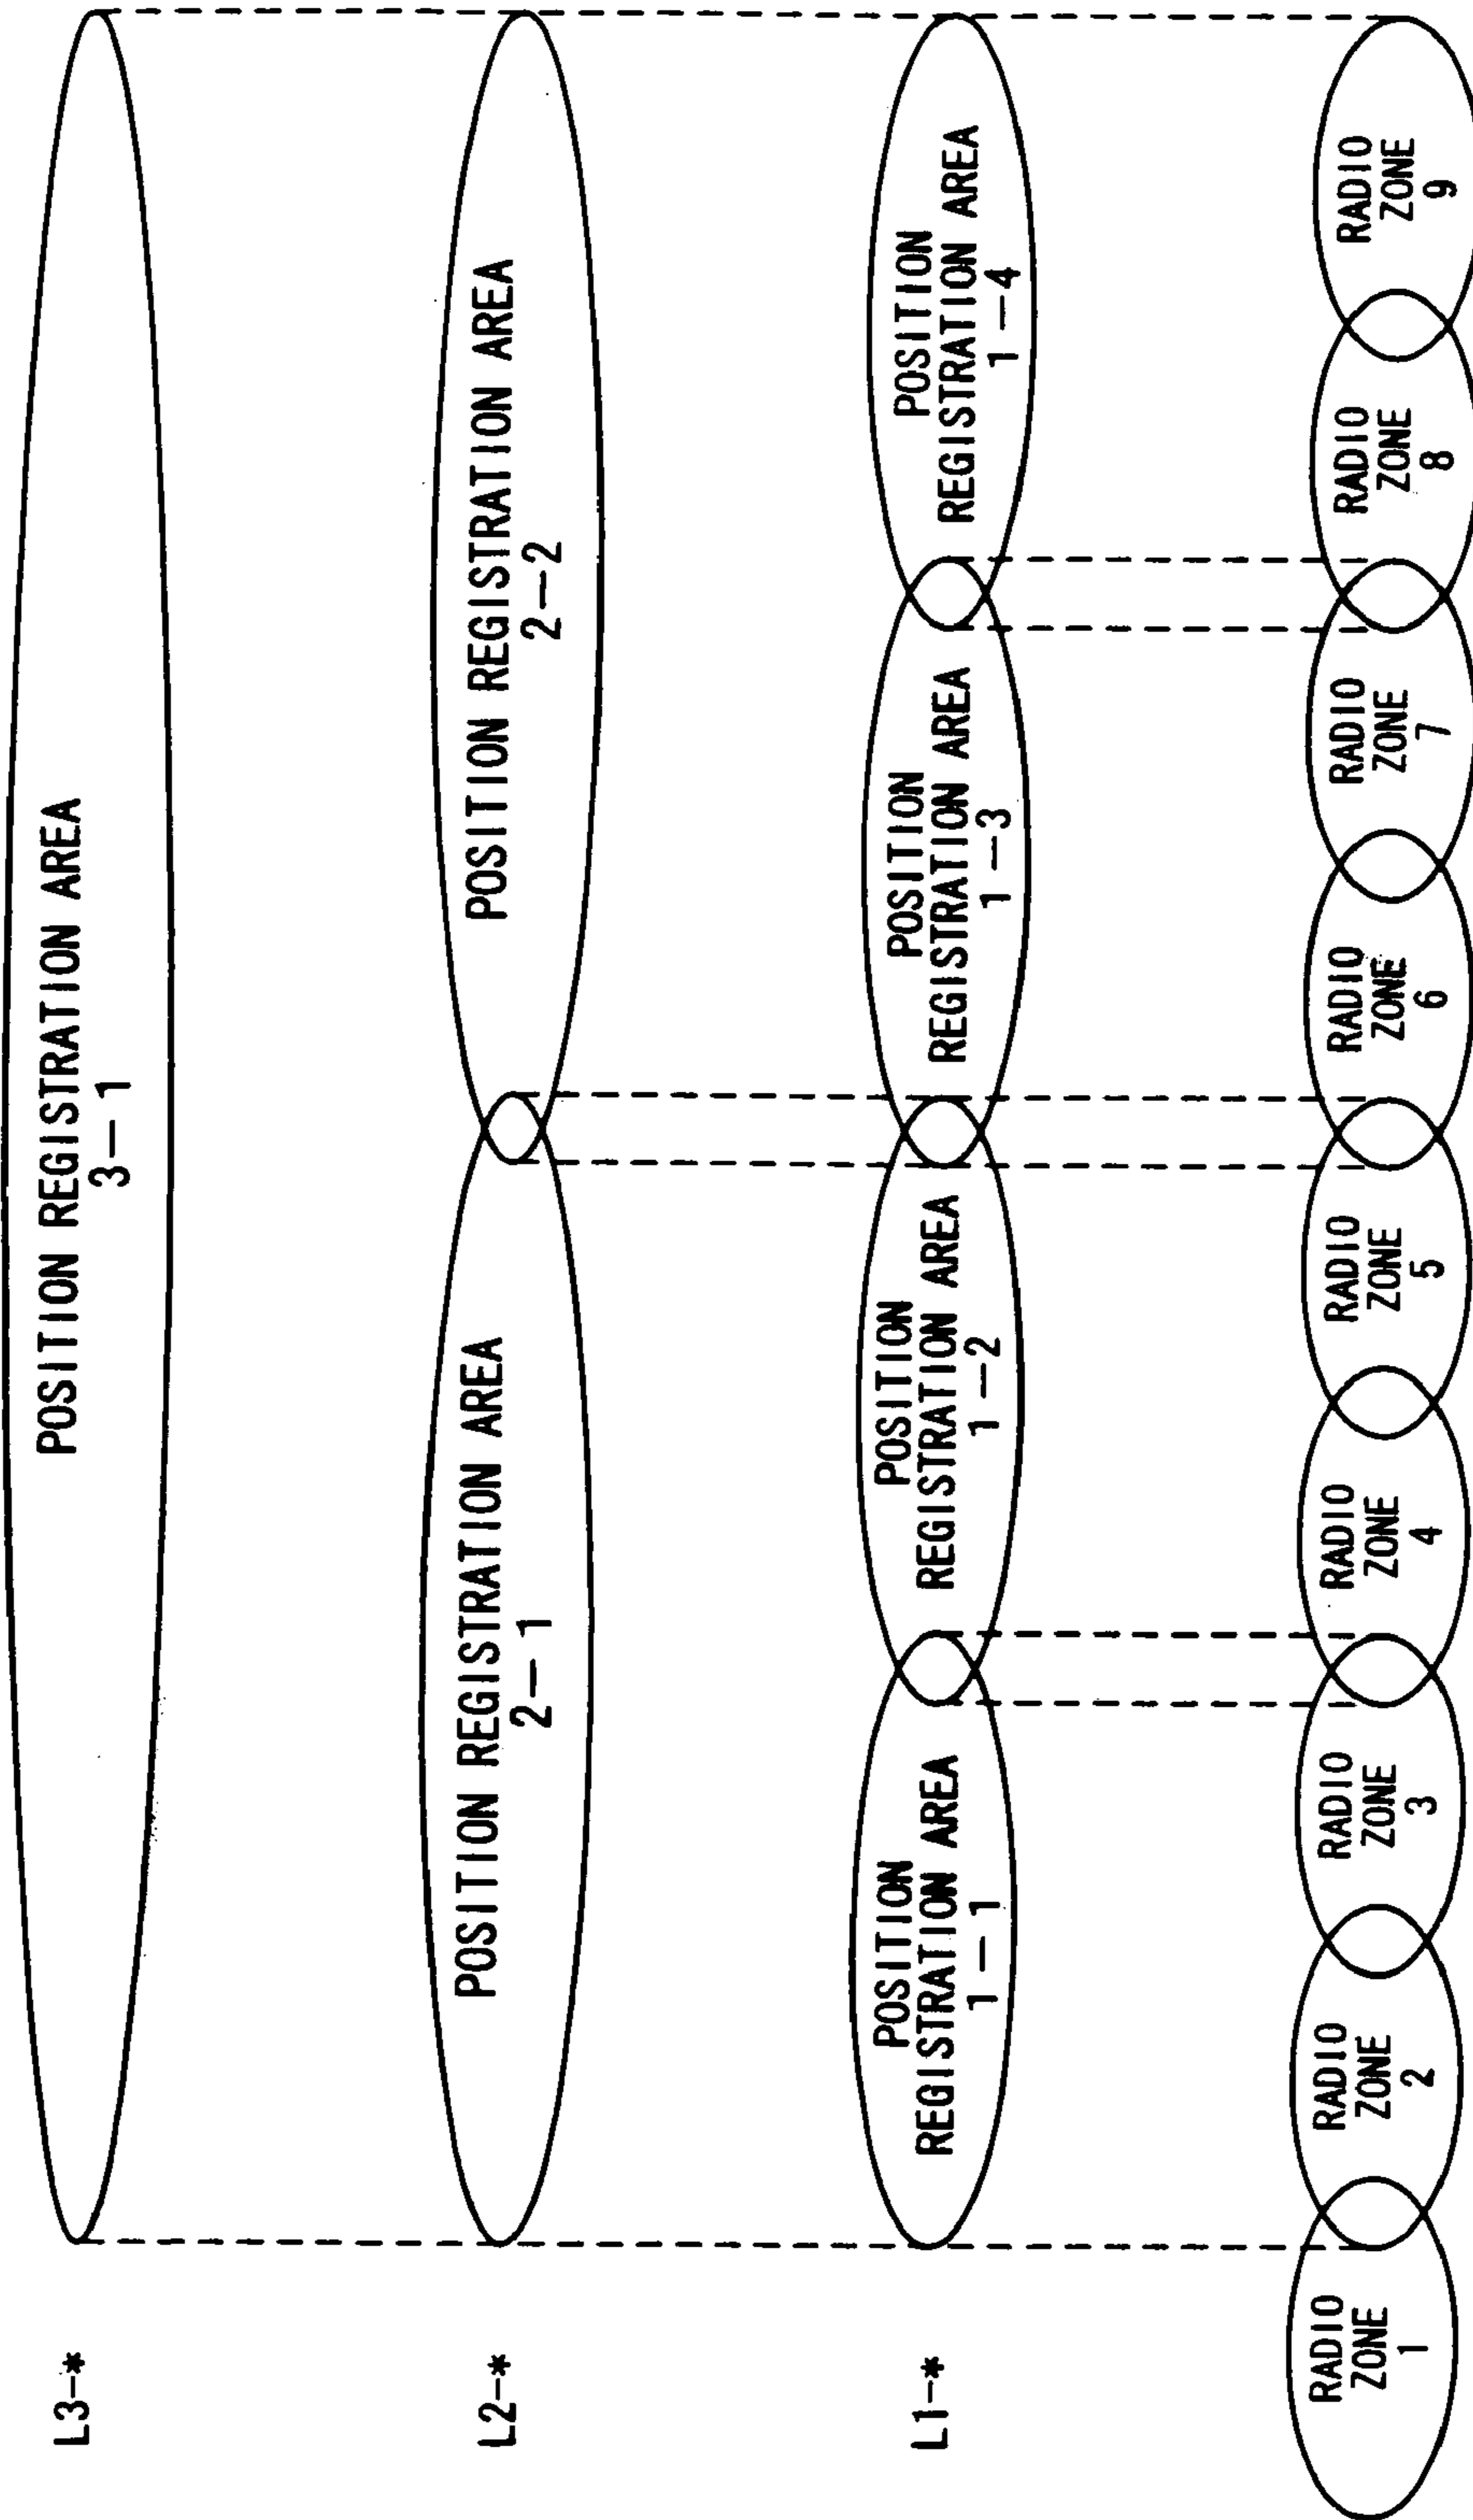 L3-*
POSITION REGISTRATION AREA
3-1
L2-*
POSITION REGISTRATION AREA
2-1
POSITION REGISTRATION AREA
2-2
L1-*
POSITION
REGISTRATION AREA
1-1
POSITION
REGISTRATION AREA
1-2
POSITION
REGISTRATION AREA
1-3
POSITION
REGISTRATION AREA
1-4
RADIO
ZONE
1
RADIO
ZONE
2
RADIO
ZONE
3
RADIO
ZONE
4
RADIO
ZONE
5
RADIO
ZONE
6
RADIO
ZONE
7
RADIO
ZONE
8
RADIO
ZONE
9